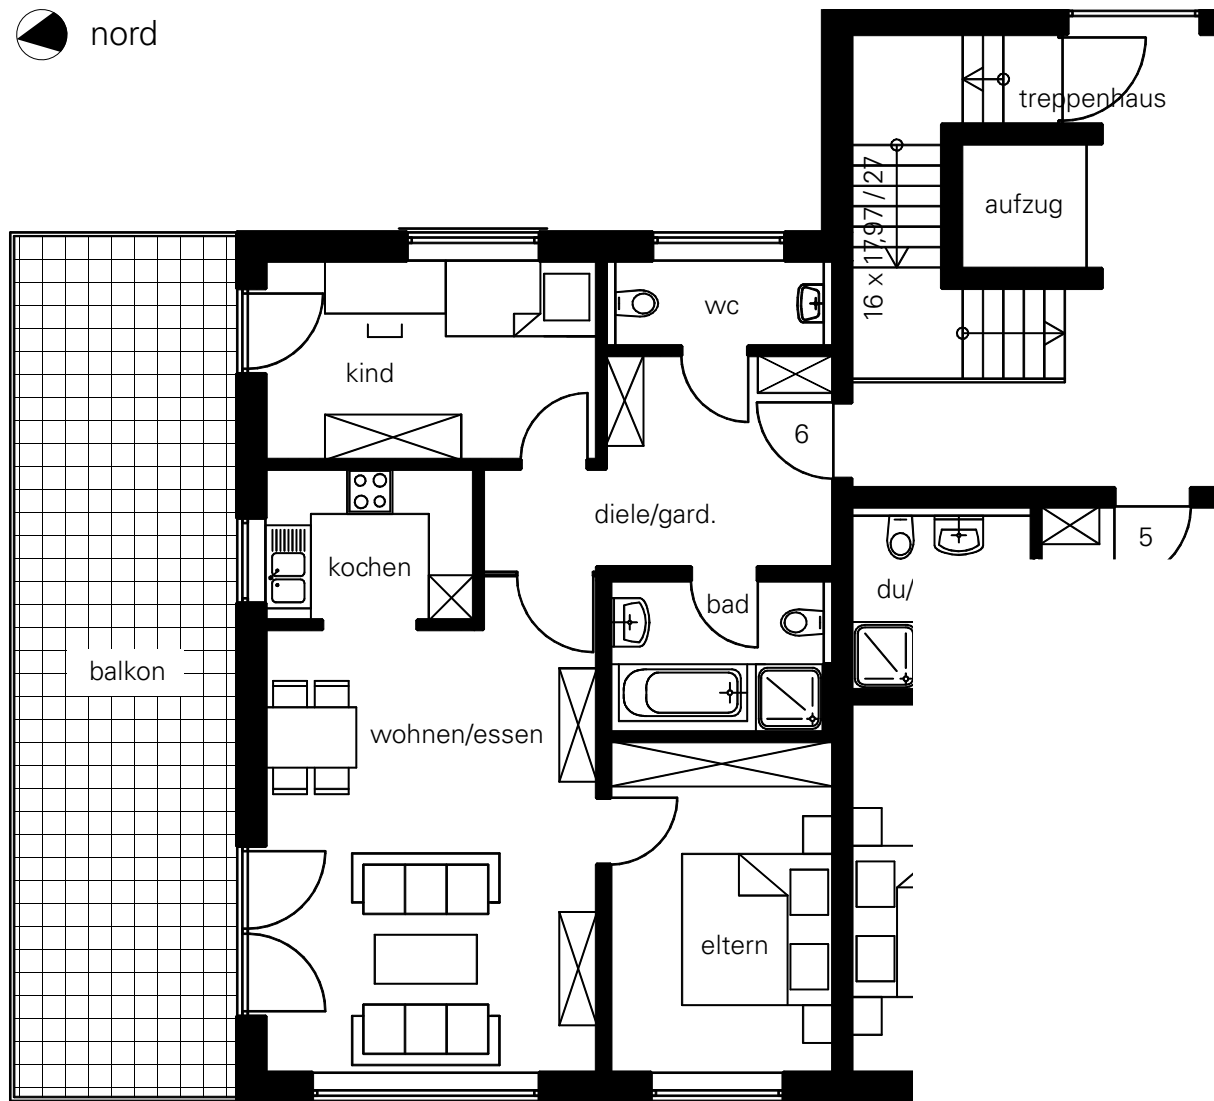 nord
treppenhaus
16 x 17,97 / 27
aufzug
wc
kind
6
diele/gard.
5
kochen
du/
bad
balkon
wohnen/essen
eltern